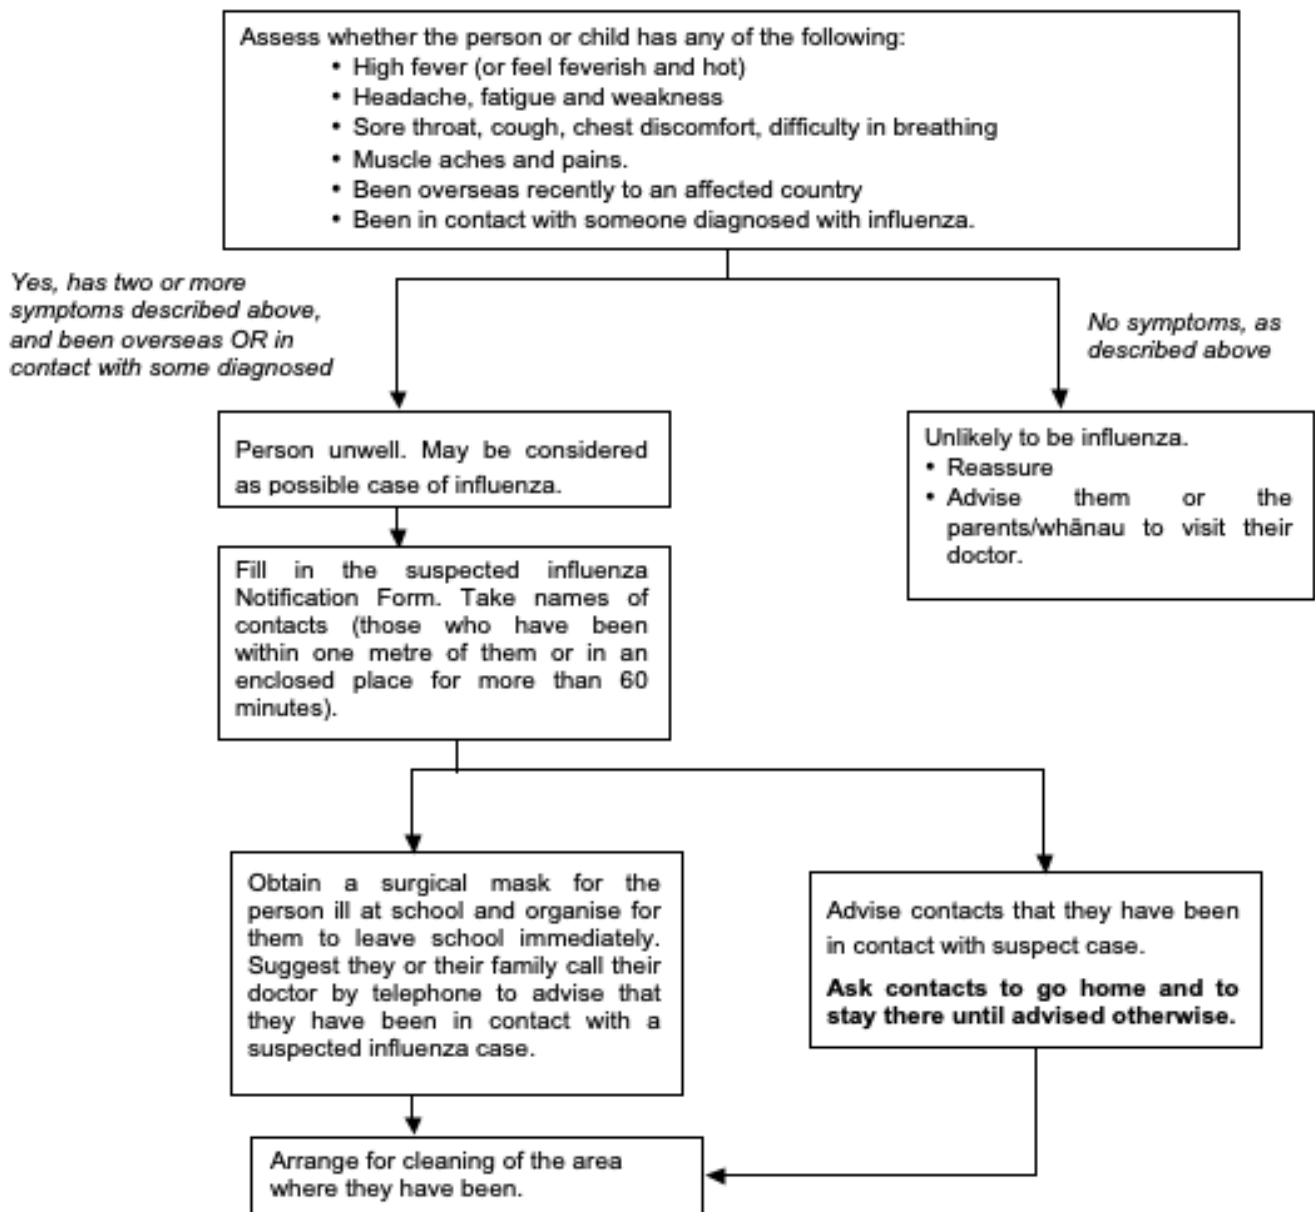 Assess whether the person or child has any of the following:
• High fever (or feel feverish and hot)
• Headache, fatigue and weakness
• Sore throat, cough, chest discomfort, difficulty in breathing
• Muscle aches and pains.
• Been overseas recently to an affected country
• Been in contact with someone diagnosed with influenza.
Yes, has two or more
symptoms described above,
and been overseas OR in
contact with some diagnosed
No symptoms, as
described above
Person unwell. May be considered
as possible case of influenza.
Unlikely to be influenza.
• Reassure
• Advise them or the
parents/whānau to visit their
doctor.
Fill in the suspected influenza
Notification Form. Take names of
contacts (those who have been
within one metre of them or in an
enclosed place for more than 60
minutes).
Obtain a surgical mask for the
person ill at school and organise for
them to leave school immediately.
Suggest they or their family call their
doctor by telephone to advise that
they have been in contact with a
suspected influenza case.
Advise contacts that they have been
in contact with suspect case.
Ask contacts to go home and to
stay there until advised otherwise.
Arrange for cleaning of the area
where they have been.